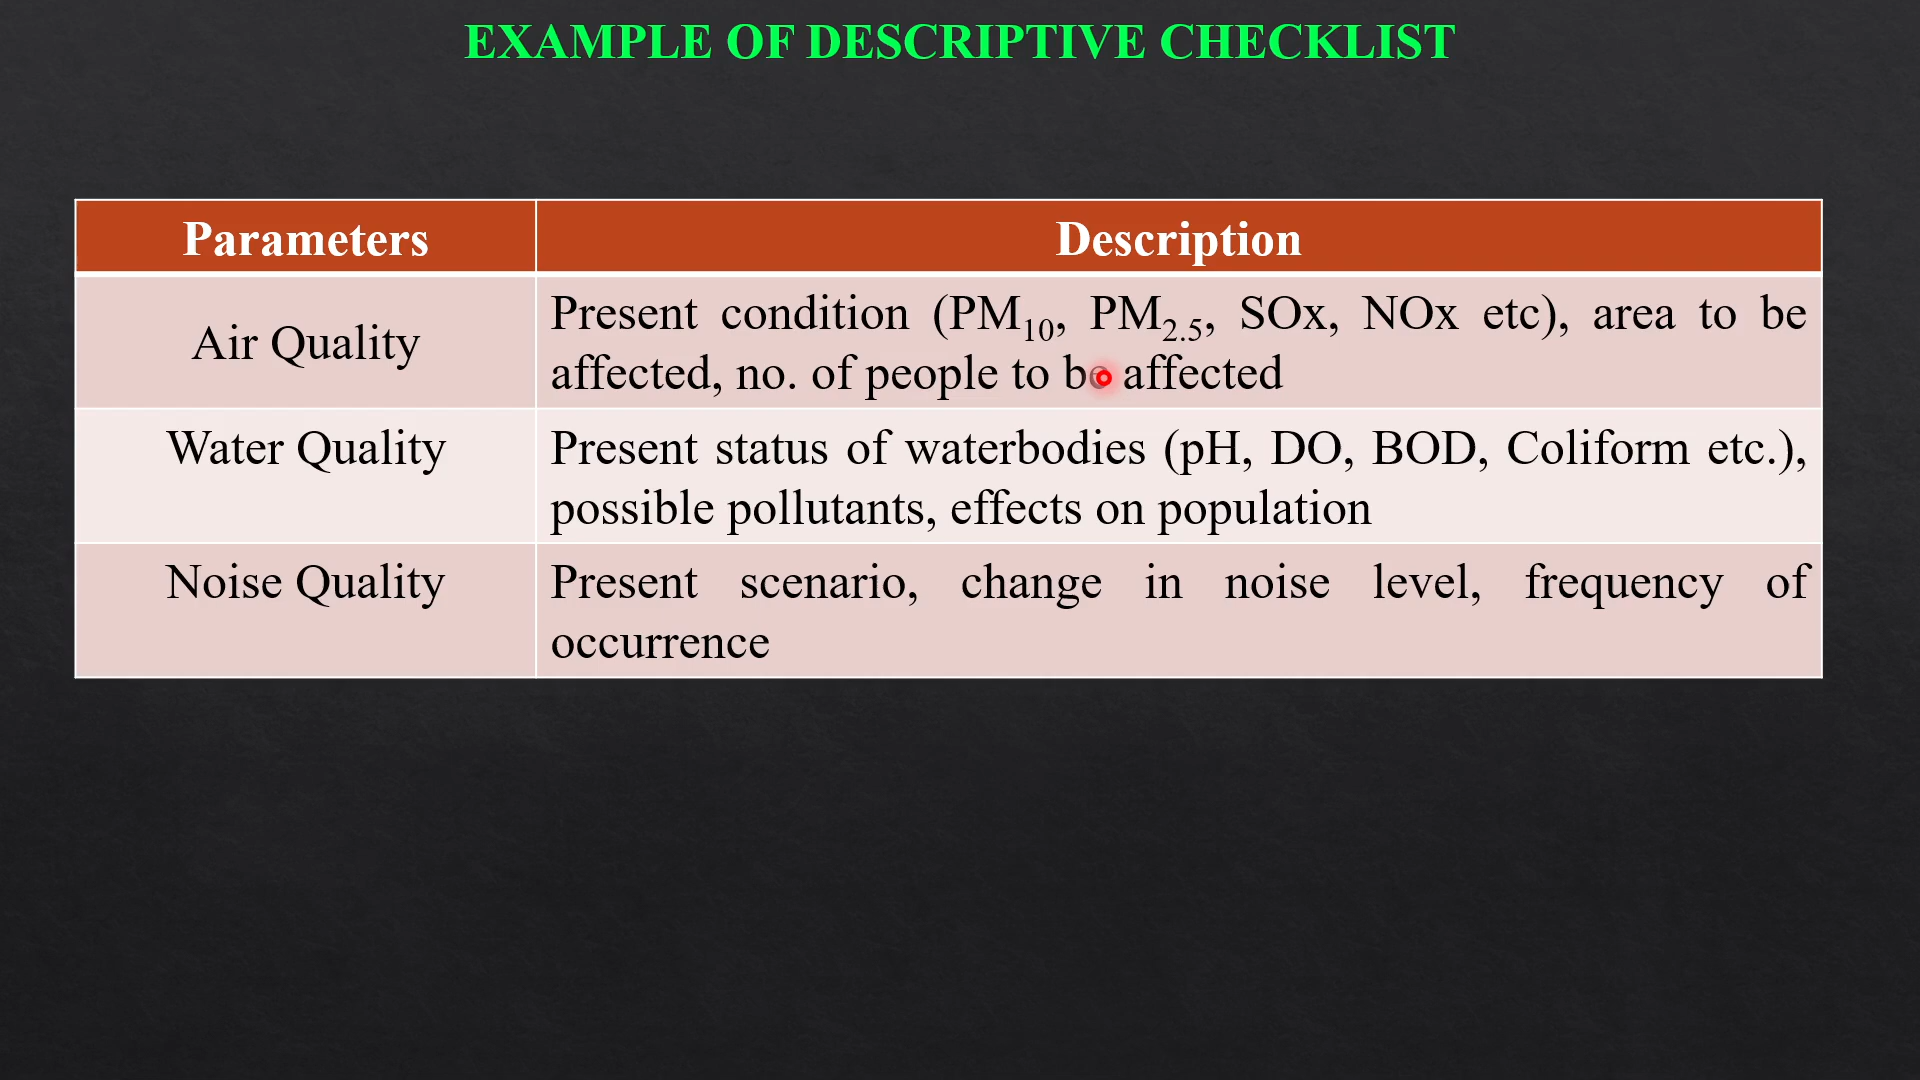 EXAMPLE OF DESCRIPTIVE CHECKLIST
Parameters
Description
Air Quality
Present condition (PM10, PM2.5, SOx, NOx etc), area to be
affected, no. of people to be affected
Water Quality
Present status of waterbodies (pH, DO, BOD, Coliform etc.),
possible pollutants, effects on population
Noise Quality
Present scenario, change in noise level, frequency of
occurrence